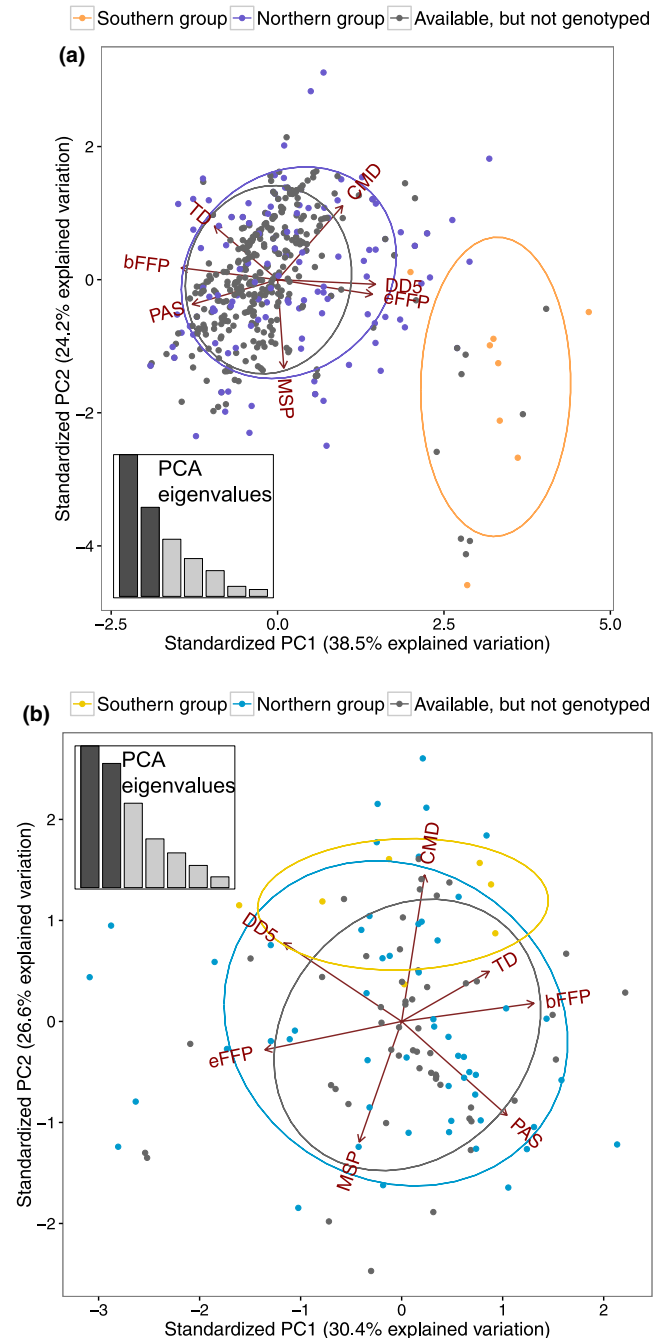 Southern group Northern group Available, but not genotyped
(a)
CMD
TD
bFFP
DD5
eFFP
PAS
MSP
PCA
eigenvalues
2
0
−2
−4
Standardized PC2 (24.2% explained variation)
−2.5 0.0 2.5 5.0
Standardized PC1 (38.5% explained variation)
(b)
Southern group Northern group Available, but not genotyped
PCA
eigenvalues
CMD
DD5
TD
bFFP
eFFP
PAS
MSP
2
1
0
−1
−2
Standardized PC2 (26.6% explained variation)
−3 −2 −1 0 1 2
Standardized PC1 (30.4% explained variation)